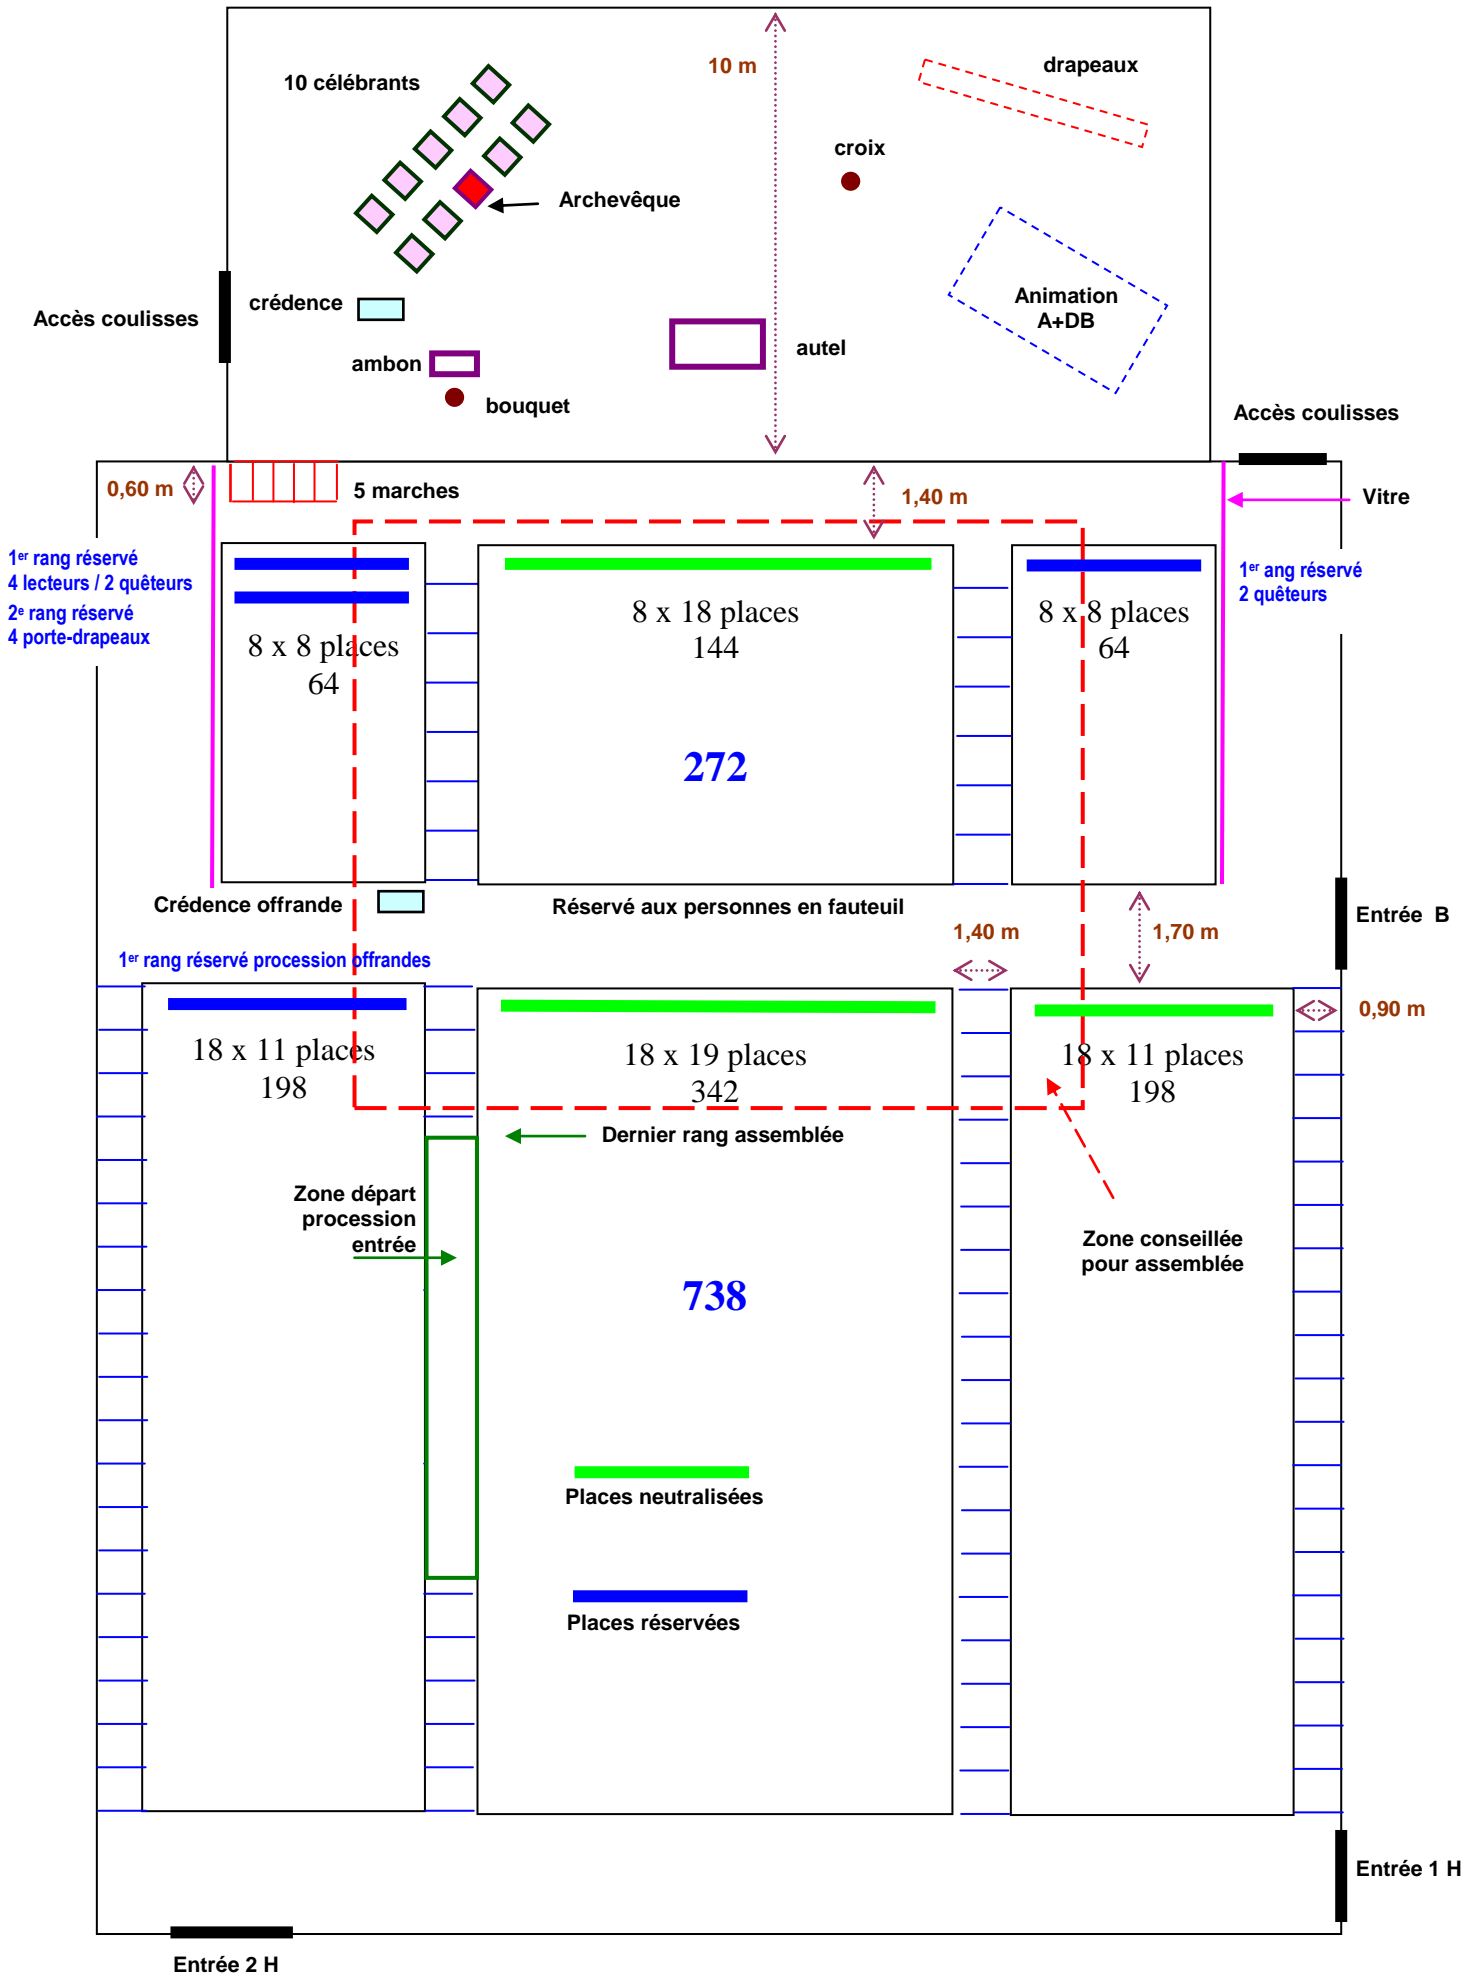 10 m
drapeaux
10 célébrants
croix
Archevêque
Animation
A+DB
crédence
Accès coulisses
autel
ambon
bouquet
Accès coulisses
0,60 m
5 marches
1,40 m
Vitre
1er rang réservé
4 lecteurs / 2 quêteurs
2e rang réservé
4 porte-drapeaux
1er ang réservé
2 quêteurs
8 x 8 places
64
8 x 18 places
144
8 x 8 places
64
272
Crédence offrande
Réservé aux personnes en fauteuil
Entrée B
1,40 m
1,70 m
1er rang réservé procession offrandes
0,90 m
18 x 11 places
198
18 x 19 places
342
18 x 11 places
198
Dernier rang assemblée
Zone départ
procession
entrée
Zone conseillée
pour assemblée
738
Places neutralisées
Places réservées
Entrée 1 H
Entrée 2 H